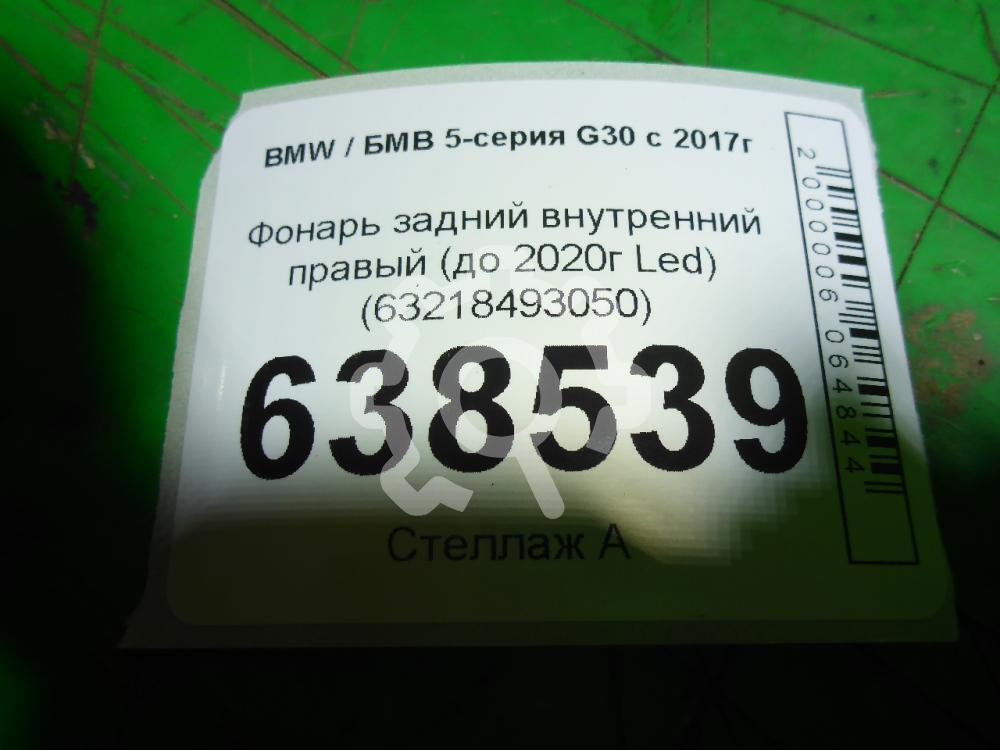 BMW / БМВ 5-серия G30 с 2017г
Фонарь задний внутренний
правый (до 2020г Led)
(63218493050)
638539
Стеллаж А
2000006064844